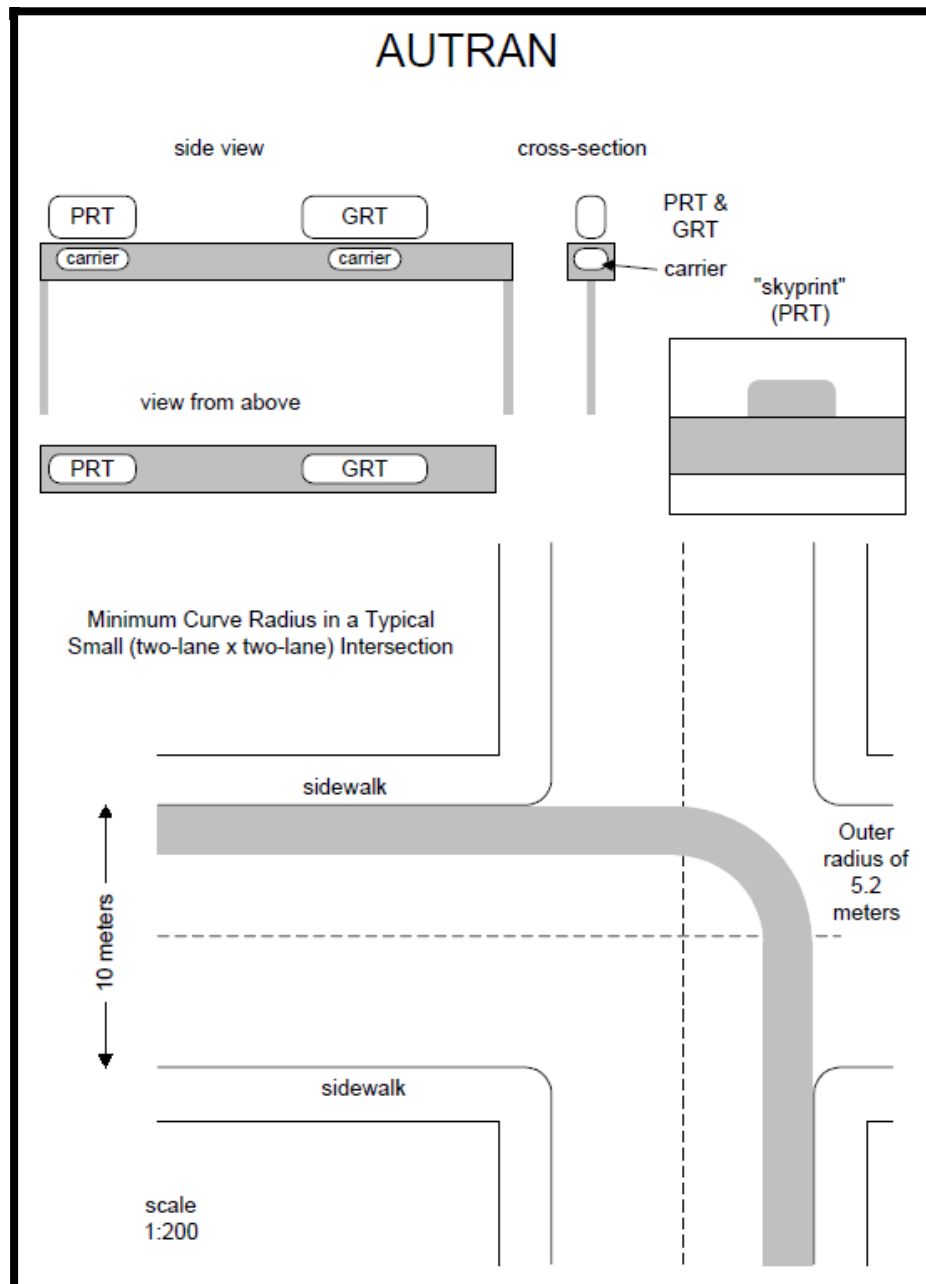 AUTRAN
side view
cross-section
PRT
GRT
PRT &
GRT
carrier
carrier
carrier
"skyprint"
(PRT)
view from above
PRT
GRT
Minimum Curve Radius in a Typical
Small (two-lane x two-lane) Intersection
sidewalk
Outer
radius of
5.2
meters
10 meters
sidewalk
scale
1:200